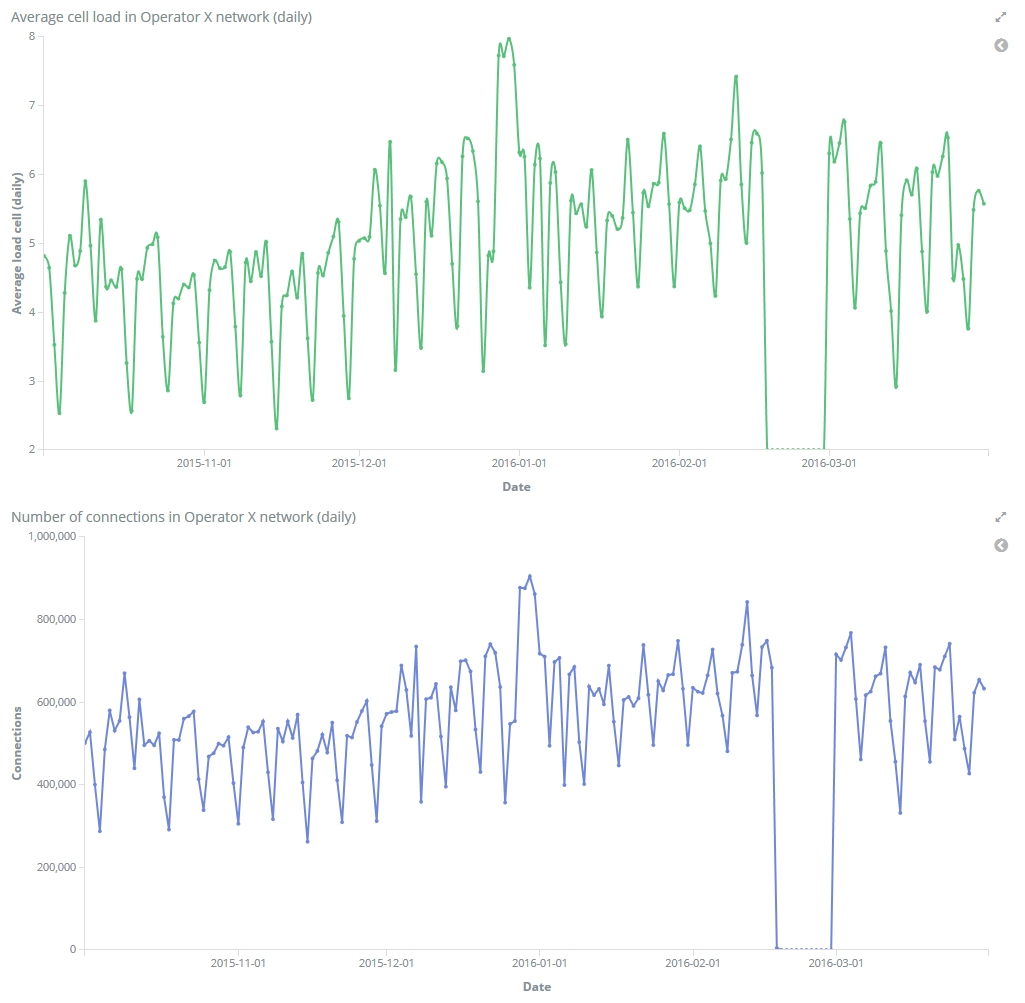 Average cell load in Operator X network (daily)
8
7
6
5
4
3
2
Average load cell (daily)
2015-11-01 2015-12-01 2016-01-01 2016-02-01 2016-03-01
Date
Number of connections in Operator X network (daily)
1,000,000
800,000
600,000
400,000
200,000
0
Connections
2015-11-01 2015-12-01 2016-01-01 2016-02-01 2016-03-01
Date